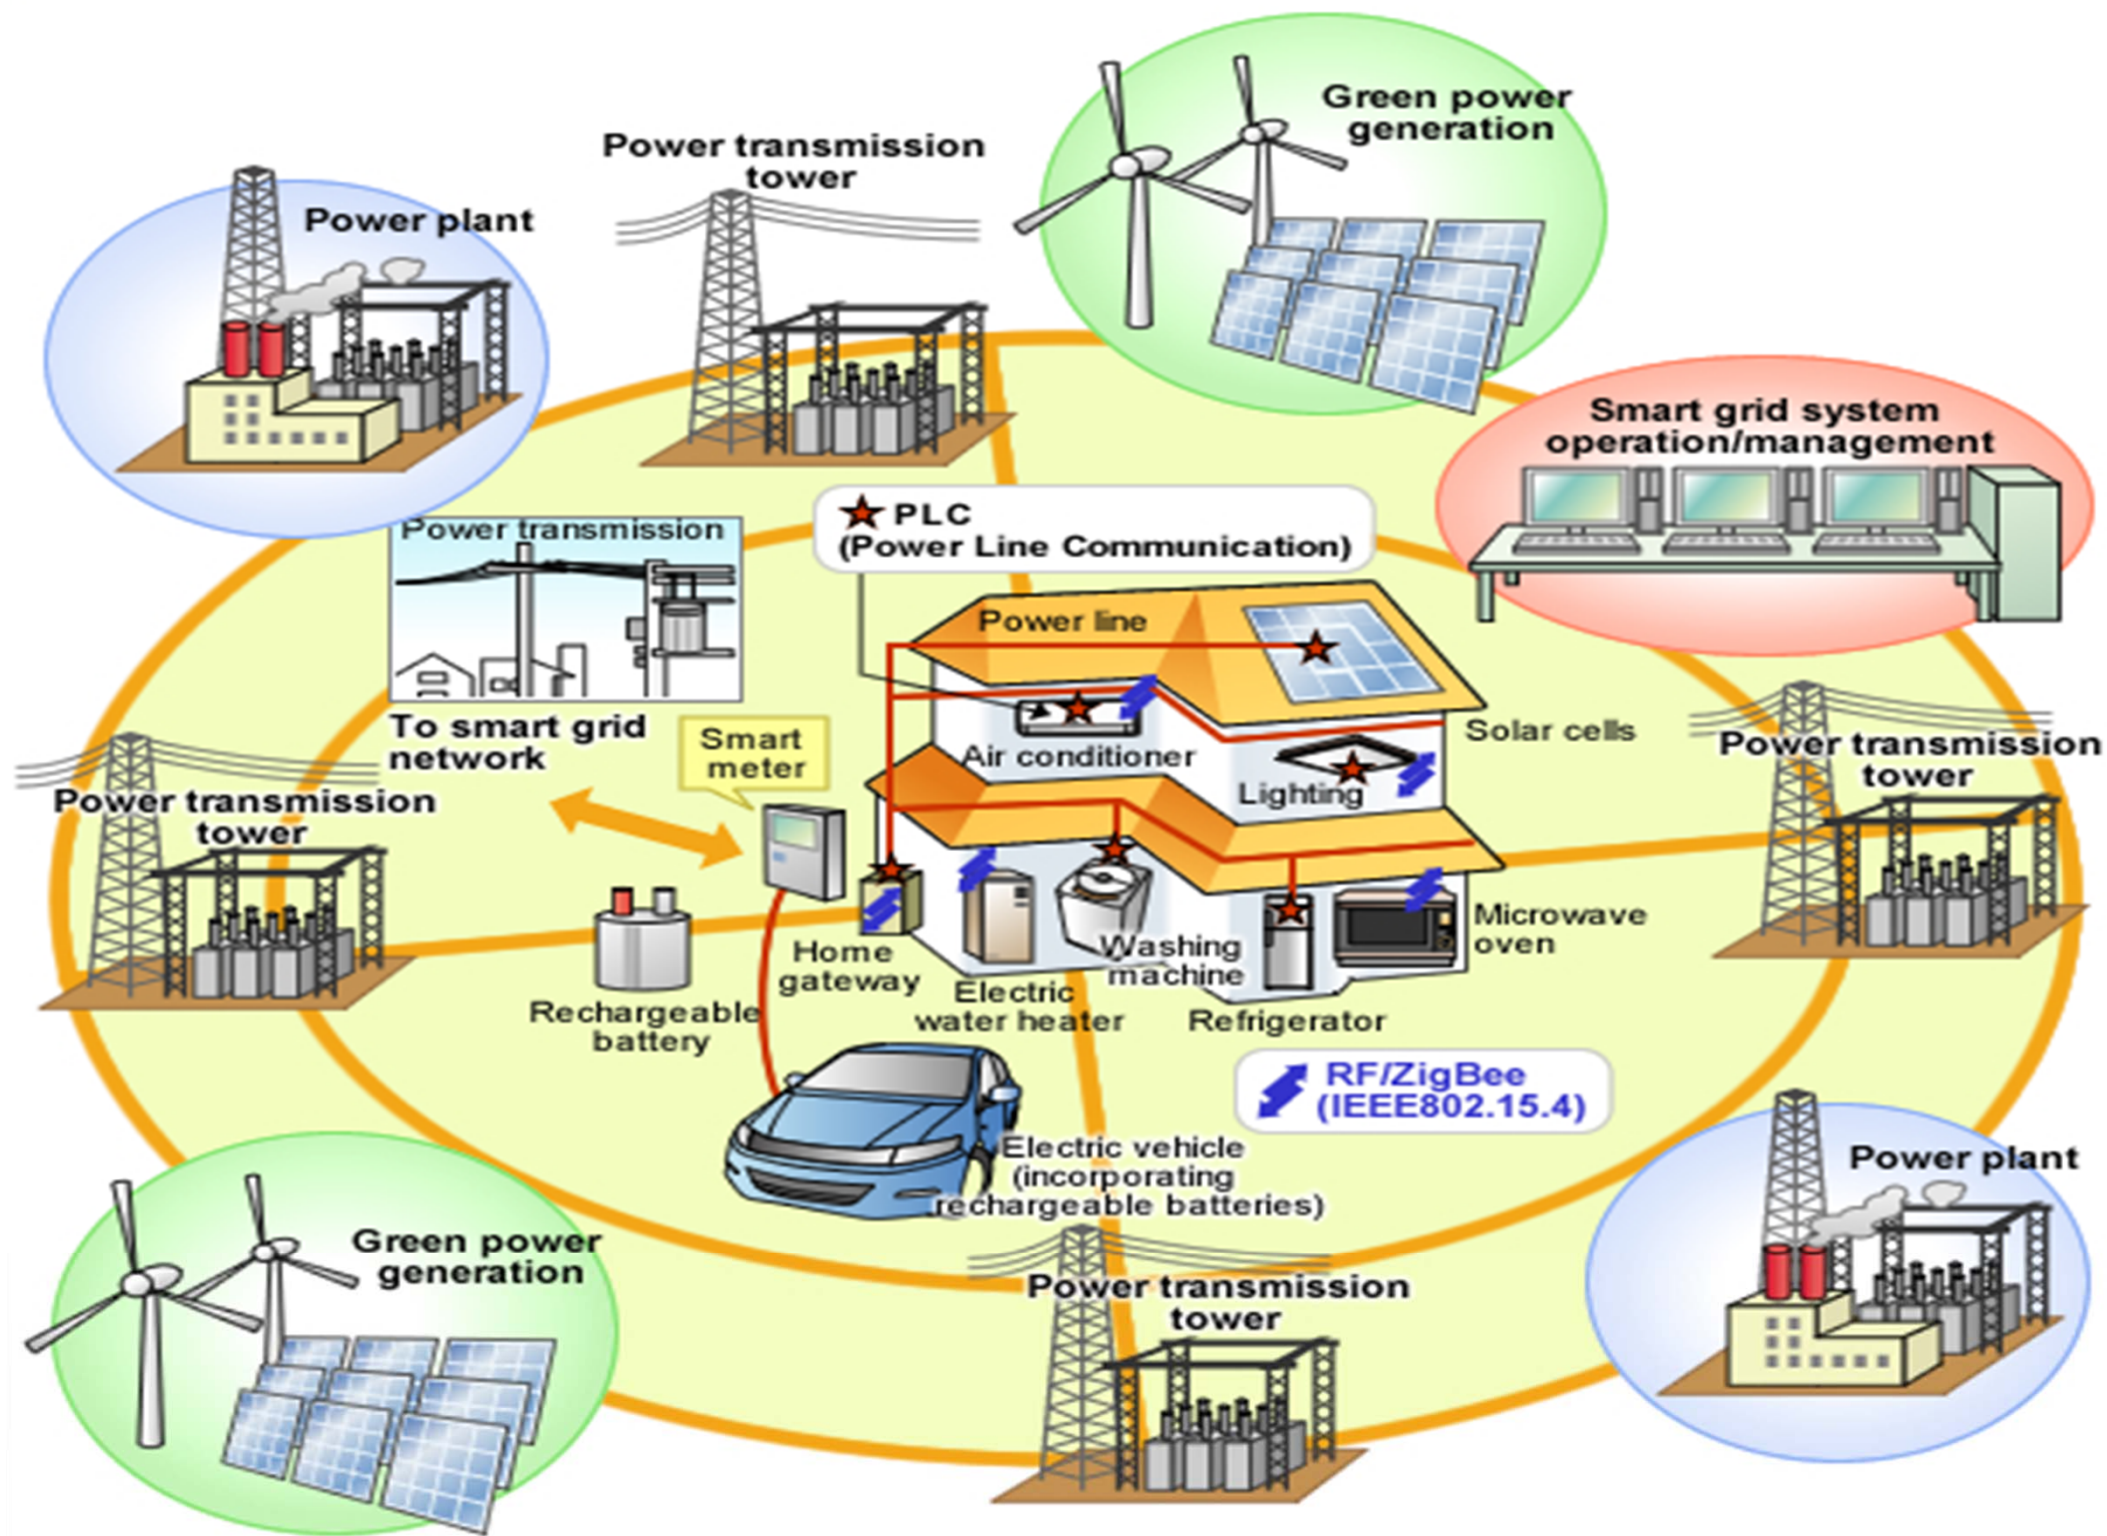 Green power
generation
Power transmission
tower
Power plant
Smart grid system
operation/management
PLC
(Power Line Communication)
Power transmission
Power line
To smart grid
network
Smart
meter
Solar cells
Air conditioner
Lighting
Power transmission
tower
Power transmission
tower
Microwave
oven
Home
gateway
Washing
machine
Electric
water heater
Refrigerator
Rechargeable
battery
RF/ZigBee
(IEEE802.15.4)
Electric vehicle
(incorporating
rechargeable batteries)
Power plant
Green power
generation
Power transmission
tower